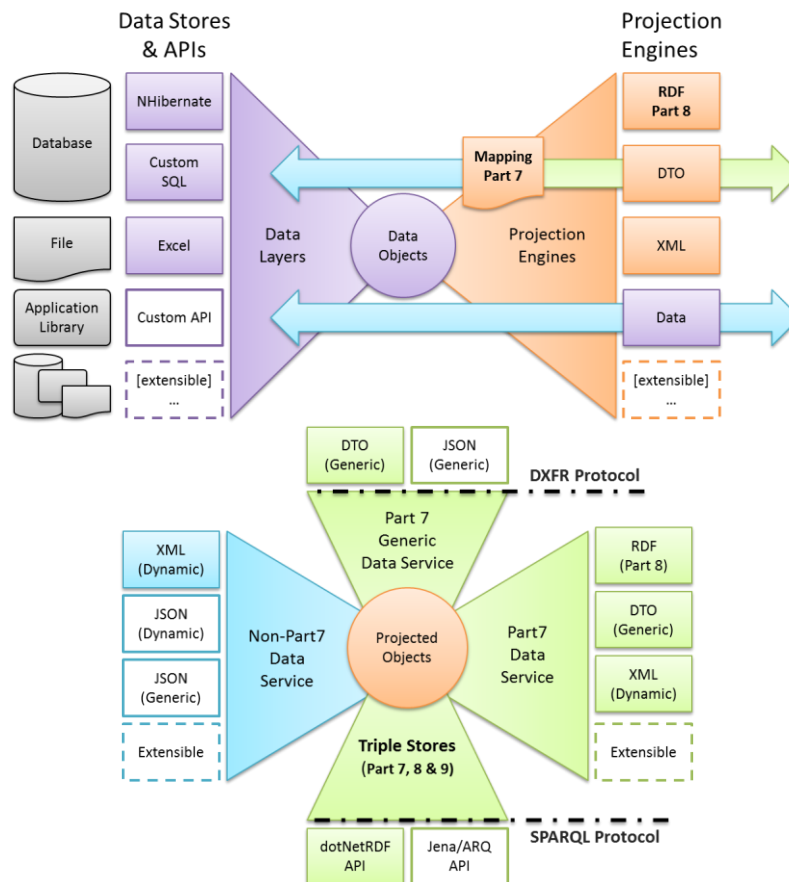 Data Stores
& APIs
Projection
Engines
Database
NHibernate
Custom
SQL
File
Excel
Application
Library
Custom API
[extensible]
...
Data
Layers
Data
Objects
Mapping
Part 7
Projection
Engines
RDF
Part 8
DTO
XML
Data
[extensible]
...
DTO
(Generic)
JSON
(Generic)
DXFR Protocol
Part 7
Generic
Data Service
XML
(Dynamic)
JSON
(Dynamic)
JSON
(Generic)
Extensible
Non-Part7
Data
Service
Projected
Objects
Part7
Data
Service
RDF
(Part 8)
DTO
(Generic)
XML
(Dynamic)
Extensible
Triple Stores
(Part 7, 8 & 9)
SPARQL Protocol
dotNetRDF
API
Jena/ARQ
API